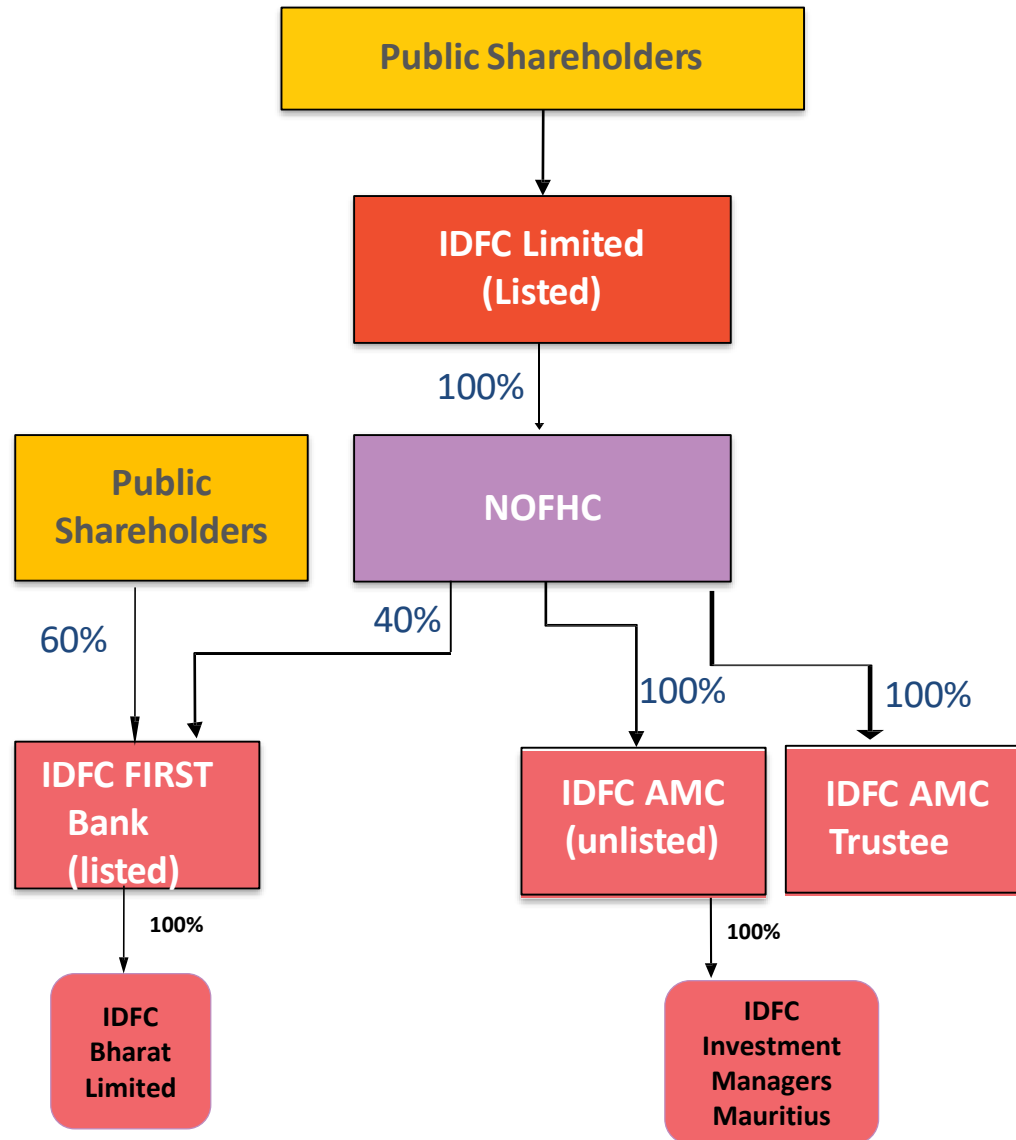 Public Shareholders
IDFC Limited
(Listed)
100%
Public
Shareholders
NOFHC
60%
40%
100%
100%
IDFC FIRST
Bank
(listed)
IDFC AMC
(unlisted)
IDFC AMC
Trustee
100%
100%
IDFC
Bharat
Limited
IDFC
Investment
Managers
Mauritius